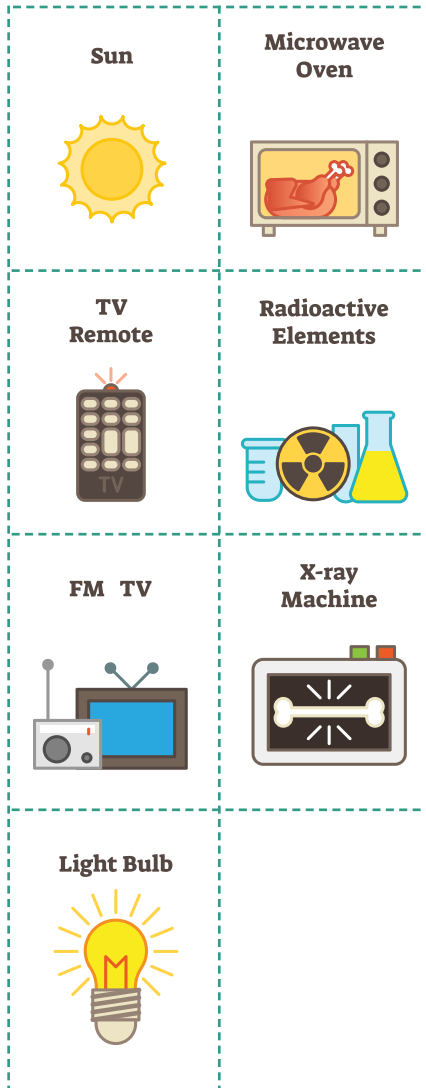 Sun
Microwave
Oven
TV
Remote
TV
Radioactive
Elements
FM TV
X-ray
Machine
Light Bulb